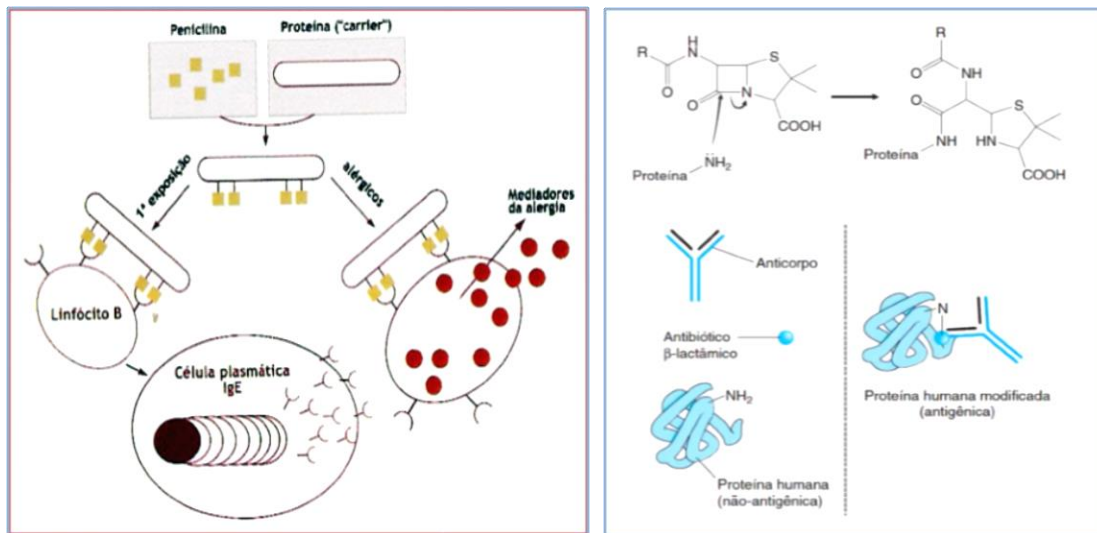 Penicilina
Proteína ("carrier")
1ª exposição
alérgicos
Mediadores
da alergia
Linfócito B
Célula plasmática
IgE
H
R
N
S
O
O
N
COOH
NH₂
Proteína
R
O
NH
O
S
NH
HN
Proteína
COOH
Anticorpo
Antibiótico
β-lactâmico
NH₂
Proteína humana
(não-antigênica)
N
Proteína humana modificada
(antigênica)